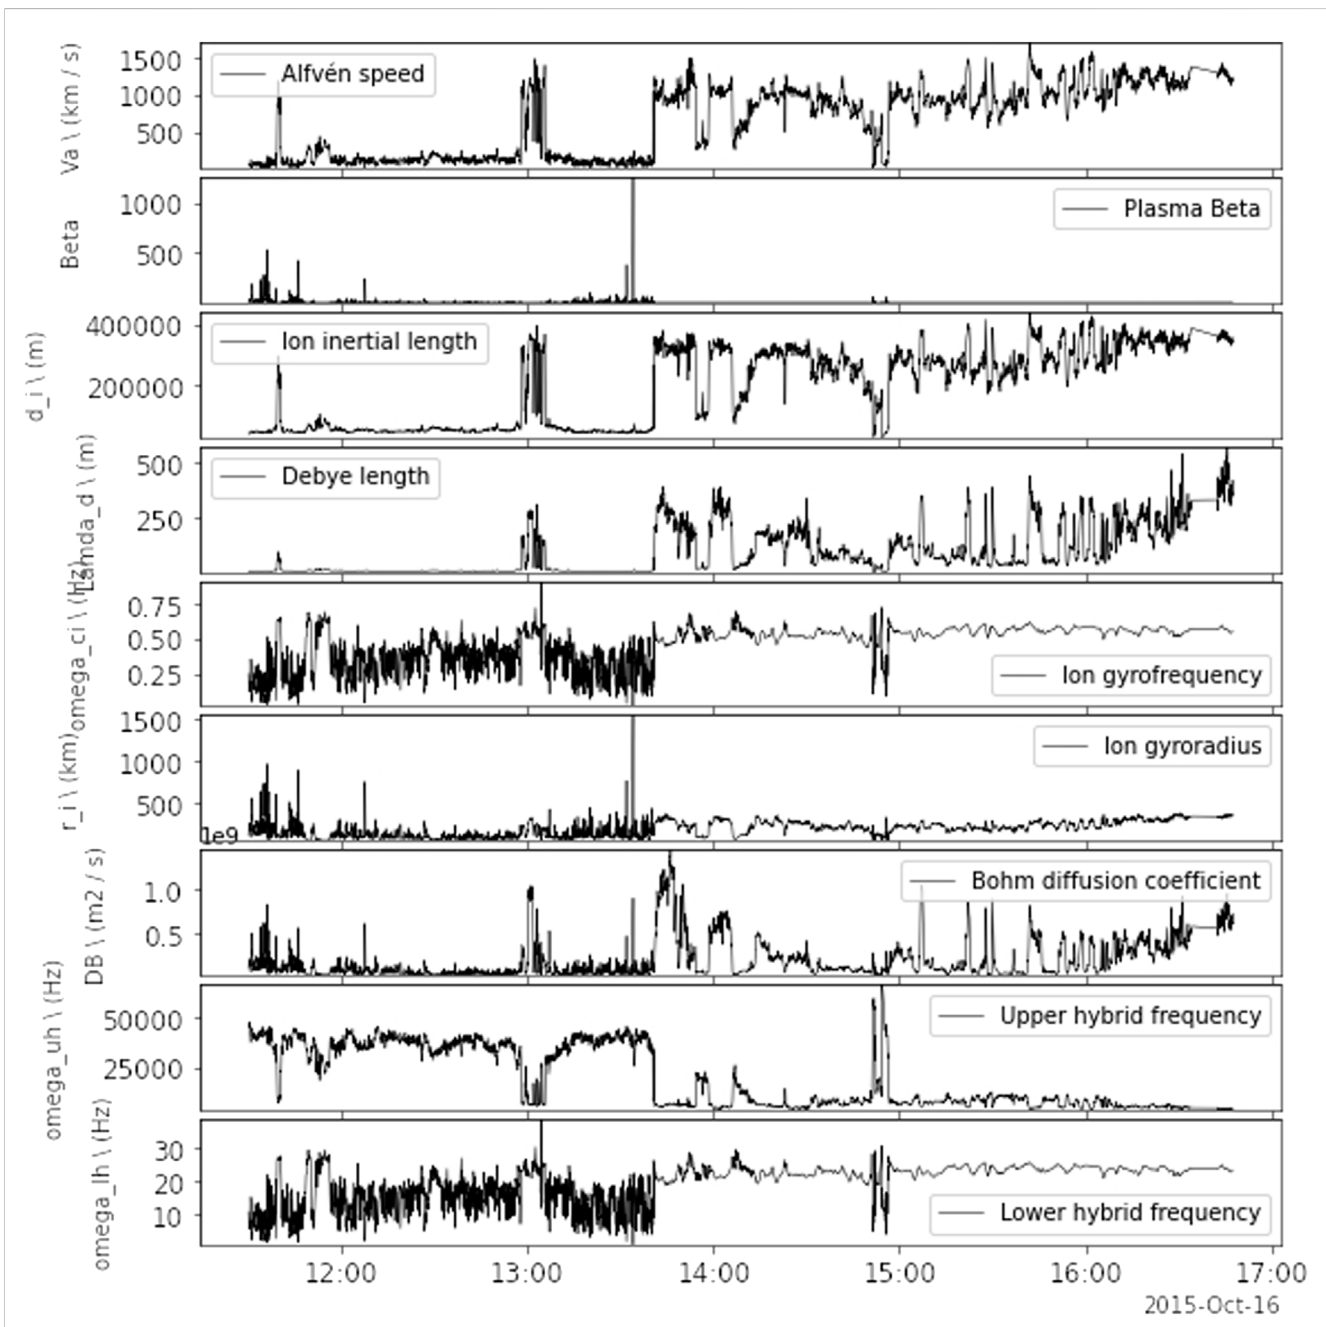 Va \ (km / s)
1500
1000
500
Alfvén speed
Beta
1000
500
Plasma Beta
d_i \ (m)
400000
200000
Ion inertial length
Lamda_d \ (m)
500
250
Debye length
omega_ci \ (Hz)
0.75
0.50
0.25
Ion gyrofrequency
r_i \ (km)
1500
1000
500
Ion gyroradius
1e9
DB \ (m2 / s)
1.0
0.5
Bohm diffusion coefficient
omega_uh \ (Hz)
50000
25000
Upper hybrid frequency
omega_lh \ (Hz)
30
20
10
Lower hybrid frequency
12:00 13:00 14:00 15:00 16:00 17:00
2015-Oct-16